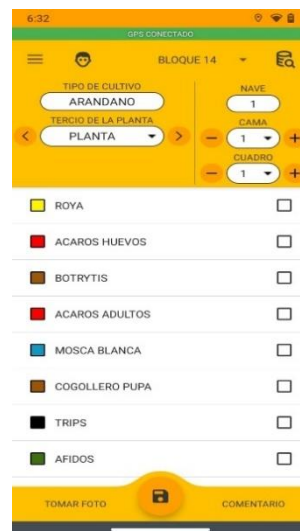 6:32
GPS CONECTADO
BLOQUE 14
TIPO DE CULTIVO
ARANDANO
TERCIO DE LA PLANTA
PLANTA
NAVE
1
CAMA
1
CUADRO
1
ROYA
ACAROS HUEVOS
BOTRYTIS
ACAROS ADULTOS
MOSCA BLANCA
COGOLLERO PUPA
TRIPS
AFIDOS
TOMAR FOTO
COMENTARIO